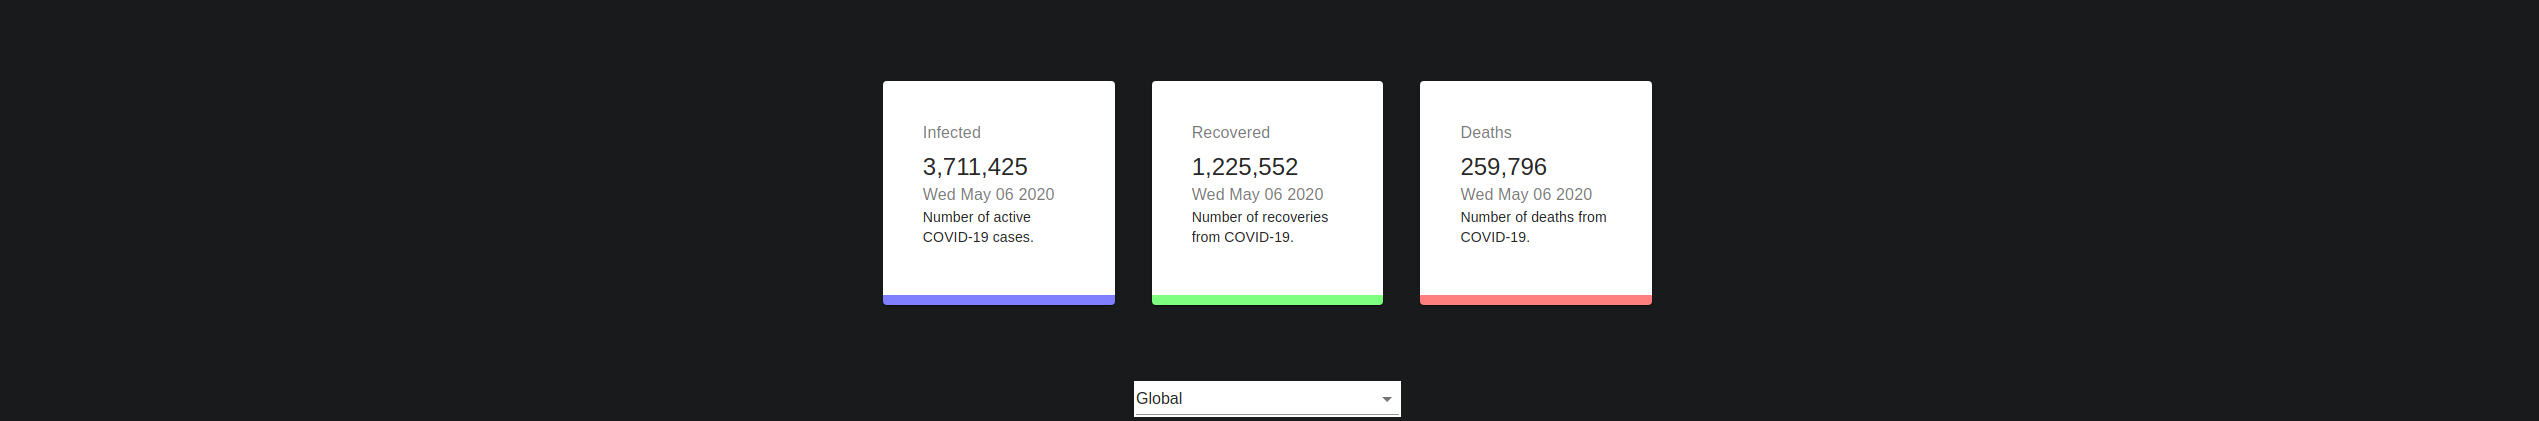 Infected
3,711,425
Wed May 06 2020
Number of active
COVID-19 cases.
Recovered
1,225,552
Wed May 06 2020
Number of recoveries
from COVID-19.
Deaths
259,796
Wed May 06 2020
Number of deaths from
COVID-19.
Global